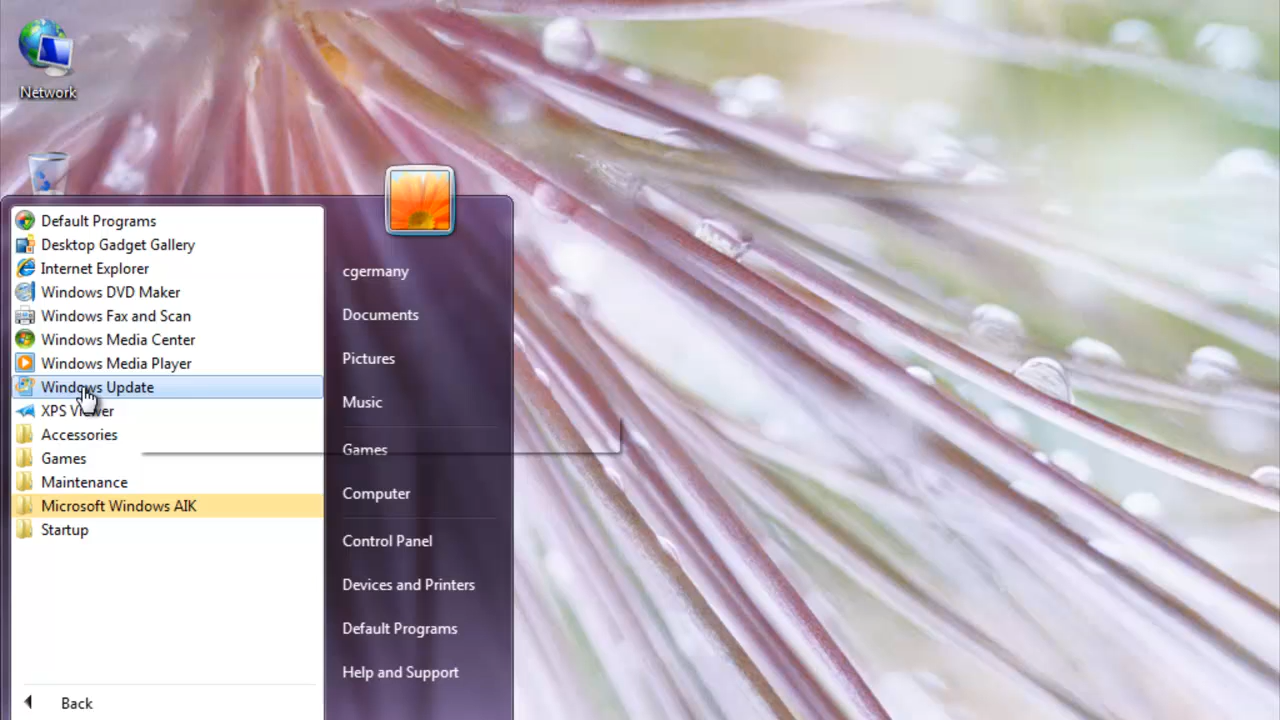 Network
Default Programs
Desktop Gadget Gallery
Internet Explorer
Windows DVD Maker
Windows Fax and Scan
Windows Media Center
Windows Media Player
Windows Update
XPS Viewer
Accessories
Games
Maintenance
Microsoft Windows AIK
Startup
Back
cgermany
Documents
Pictures
Music
Games
Computer
Control Panel
Devices and Printers
Default Programs
Help and Support